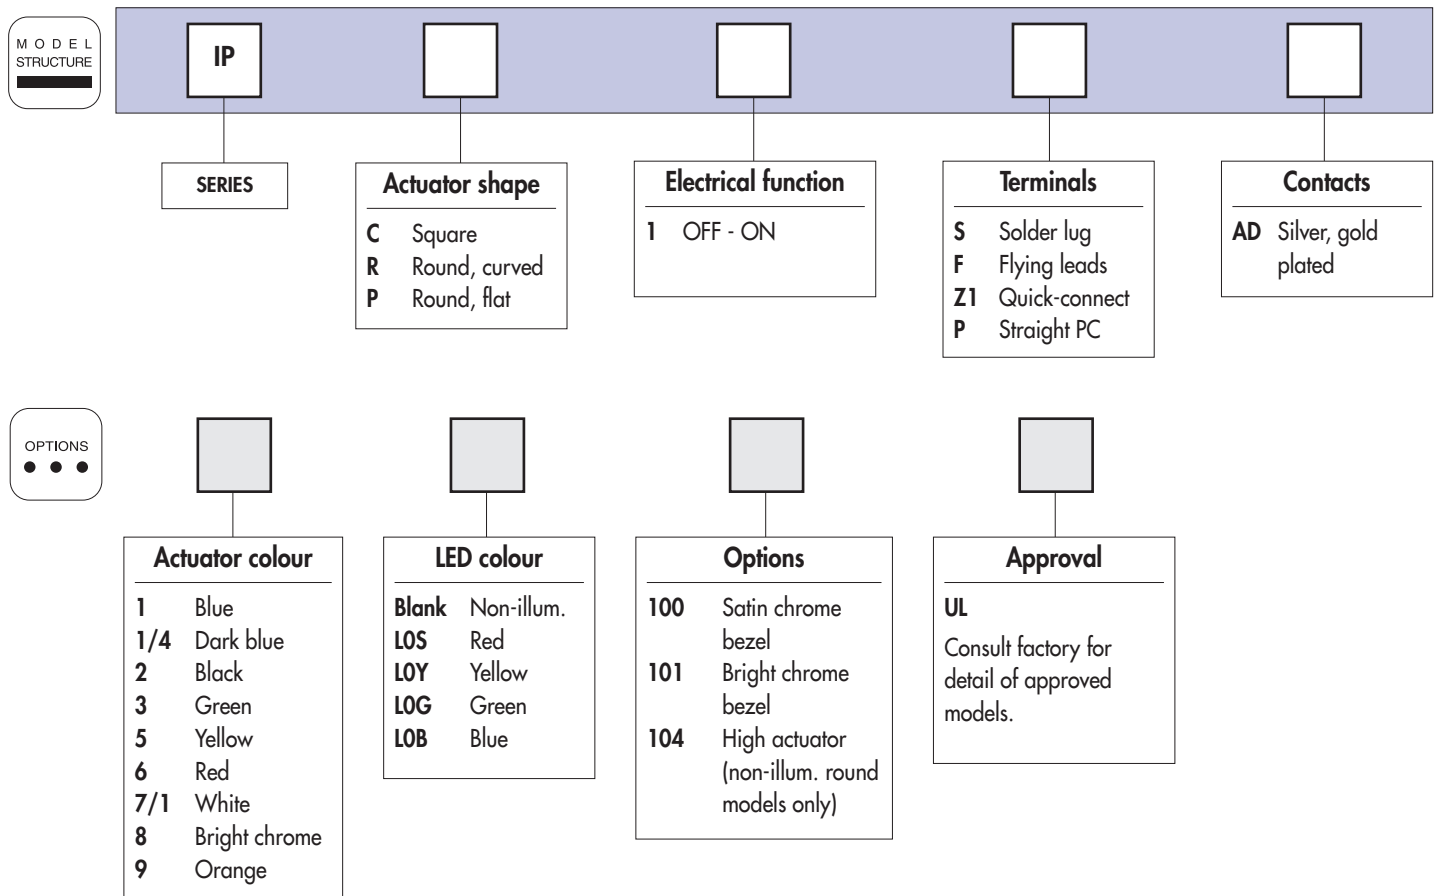 MODEL
STRUCTURE
IP
SERIES
Actuator shape
C Square
R Round, curved
P Round, flat
Electrical function
1 OFF - ON
Terminals
S Solder lug
F Flying leads
Z1 Quick-connect
P Straight PC
Contacts
AD Silver, gold
plated
OPTIONS
Actuator colour
1 Blue
1/4 Dark blue
2 Black
3 Green
5 Yellow
6 Red
7/1 White
8 Bright chrome
9 Orange
LED colour
Blank Non-illum.
L0S Red
L0Y Yellow
L0G Green
L0B Blue
Options
100 Satin chrome
bezel
101 Bright chrome
bezel
104 High actuator
(non-illum. round
models only)
Approval
UL
Consult factory for
detail of approved
models.